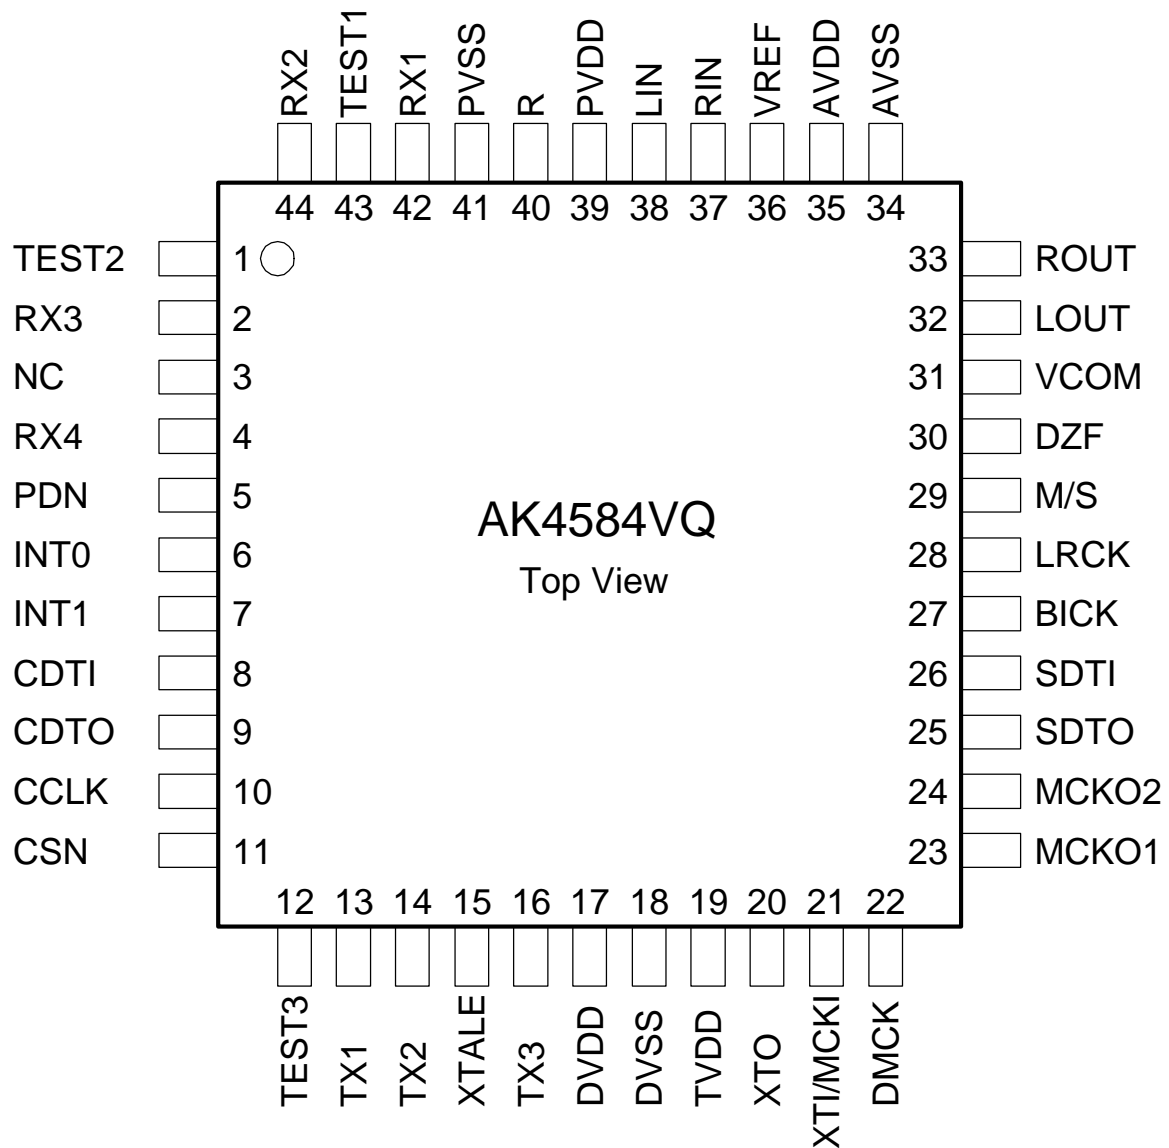 RX2 TEST1 RX1 PVSS R PVDD LIN RIN VREF AVDD AVSS
44 43 42 41 40 39 38 37 36 35 34
TEST2 1 33 ROUT
RX3 2 32 LOUT
NC 3 31 VCOM
RX4 4 30 DZF
PDN 5 29 M/S
AK4584VQ
INT0 6 28 LRCK
Top View
INT1 7 27 BICK
CDTI 8 26 SDTI
CDTO 9 25 SDTO
CCLK 10 24 MCKO2
CSN 11 23 MCKO1
12 13 14 15 16 17 18 19 20 21 22
TEST3 TX1 TX2 XTALE TX3 DVDD DVSS TVDD XTO XTI/MCKI DMCK